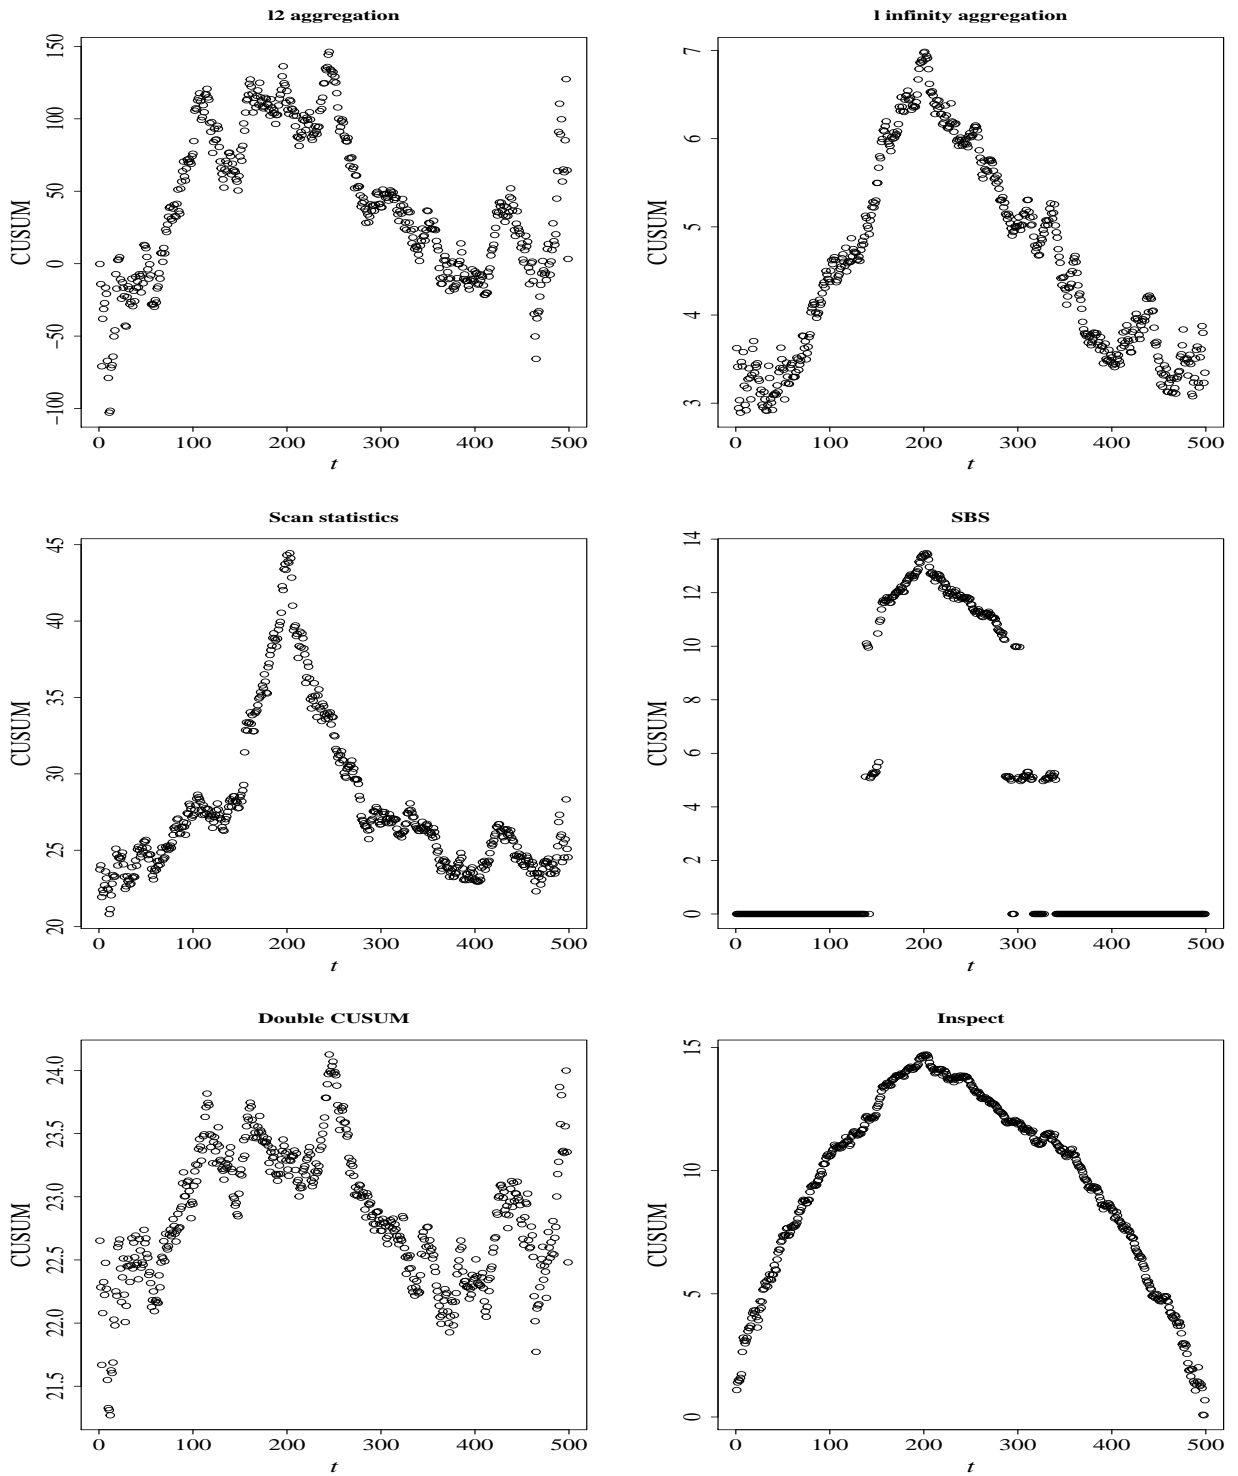 l2 aggregation
CUSUM
150
100
50
0
−50
−100
0 100 200 300 400 500
t
l infinity aggregation
CUSUM
7
6
5
4
3
0 100 200 300 400 500
t
Scan statistics
CUSUM
45
40
35
30
25
20
0 100 200 300 400 500
t
SBS
CUSUM
14
12
10
8
6
4
2
0
0 100 200 300 400 500
t
Double CUSUM
CUSUM
24.0
23.5
23.0
22.5
22.0
21.5
0 100 200 300 400 500
t
Inspect
CUSUM
15
10
5
0
0 100 200 300 400 500
t